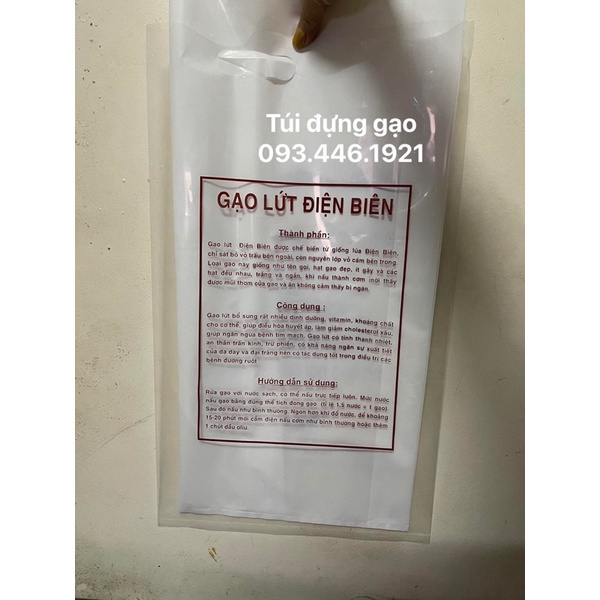 Túi đựng gạo
093.446.1921
GẠO LỨT ĐIỆN BIÊN
Thành phần:
Gạo lứt Điện Biên được chế biến từ giống lúa Điện Biên,
chỉ sát bỏ vỏ trấu bên ngoài, còn nguyên lớp vỏ cám bên trong.
Loại gạo này giống như tên gọi, hạt gạo đẹp, ít gãy và các
hạt đều nhau, trắng và ngắn, khi nấu thành cơm mới thấy
được mùi thơm của gạo và ăn không cảm thấy bị ngán.
Công dụng :
Gạo lứt bổ sung rất nhiều dinh dưỡng, vitamin, khoáng chất
cho cơ thể, giúp điều hòa huyết áp, làm giảm cholesterol xấu,
giúp ngăn ngừa bệnh tim mạch. Gạo lứt có tính thanh nhiệt,
an thần trấn kinh, trừ phiền, có khả năng ngăn sự xuất tiết
của dạ dày và đại tràng nên có tác dụng tốt trong điều trị các
bệnh đường ruột
Hướng dẫn sử dụng:
Rửa gạo với nước sạch, có thể nấu trực tiếp luôn. Mức nước
nấu gạo bằng đúng thể tích đong gạo (tỉ lệ 1.5 nước = 1 gạo)
Sau đó nấu như bình thường. Ngon hơn khi đổ nước, để khoảng
15-20 phút mới cắm điện nấu cơm như bình thường hoặc thêm
1 chút dầu oliu.